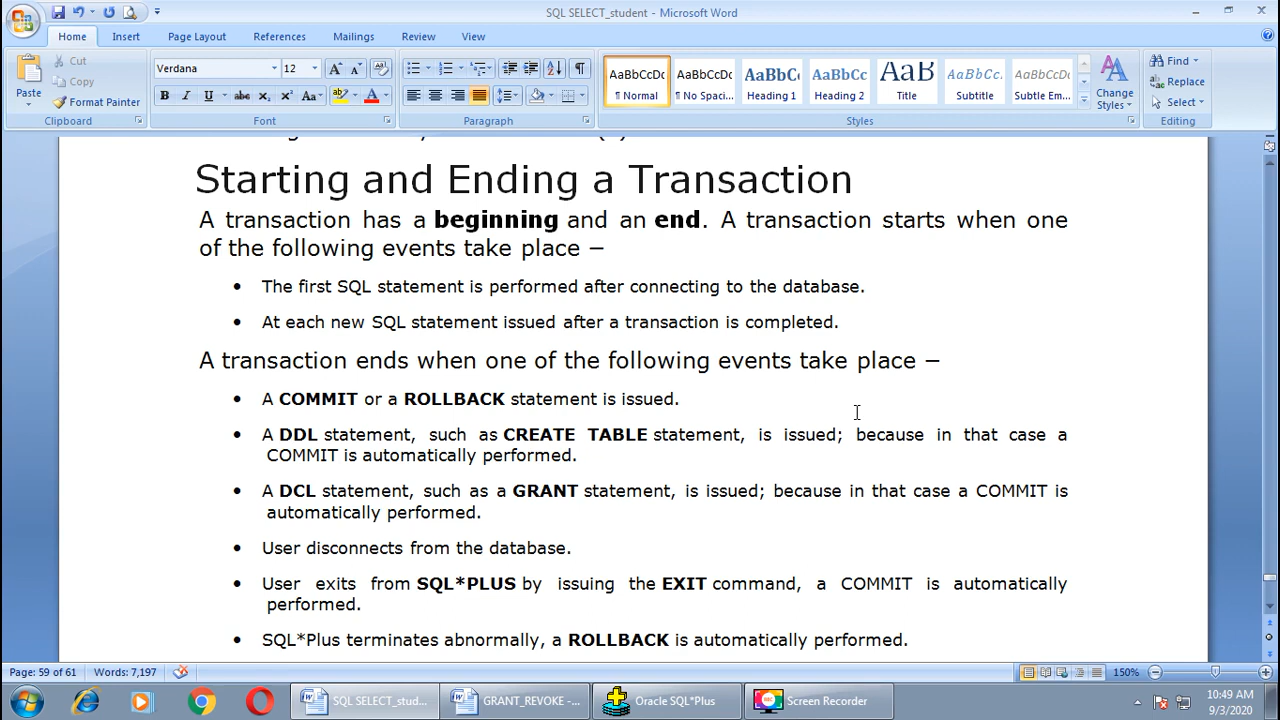 SQL SELECT_student - Microsoft Word
Home Insert Page Layout References Mailings Review View
Paste
Cut
Copy
Format Painter
Clipboard
Verdana 12
B I U abc x₂ x² Aa
Font
Paragraph
AaBbCcDc AaBbCcDc AaBbC AaBbCc AaB AaBbCc. AaBbCcDc
¶ Normal ¶ No Spaci... Heading 1 Heading 2 Title Subtitle Subtle Em...
Styles
Change
Styles
Find
Replace
Select
Editing
Starting and Ending a Transaction
A transaction has a beginning and an end. A transaction starts when one
of the following events take place −
• The first SQL statement is performed after connecting to the database.
• At each new SQL statement issued after a transaction is completed.
A transaction ends when one of the following events take place −
• A COMMIT or a ROLLBACK statement is issued.
• A DDL statement, such as CREATE TABLE statement, is issued; because in that case a
COMMIT is automatically performed.
• A DCL statement, such as a GRANT statement, is issued; because in that case a COMMIT is
automatically performed.
• User disconnects from the database.
• User exits from SQL*PLUS by issuing the EXIT command, a COMMIT is automatically
performed.
• SQL*Plus terminates abnormally, a ROLLBACK is automatically performed.
Page: 59 of 61 Words: 7,197 150%
SQL SELECT_stud... GRANT_REVOKE -... Oracle SQL*Plus Screen Recorder
10:49 AM
9/3/2020